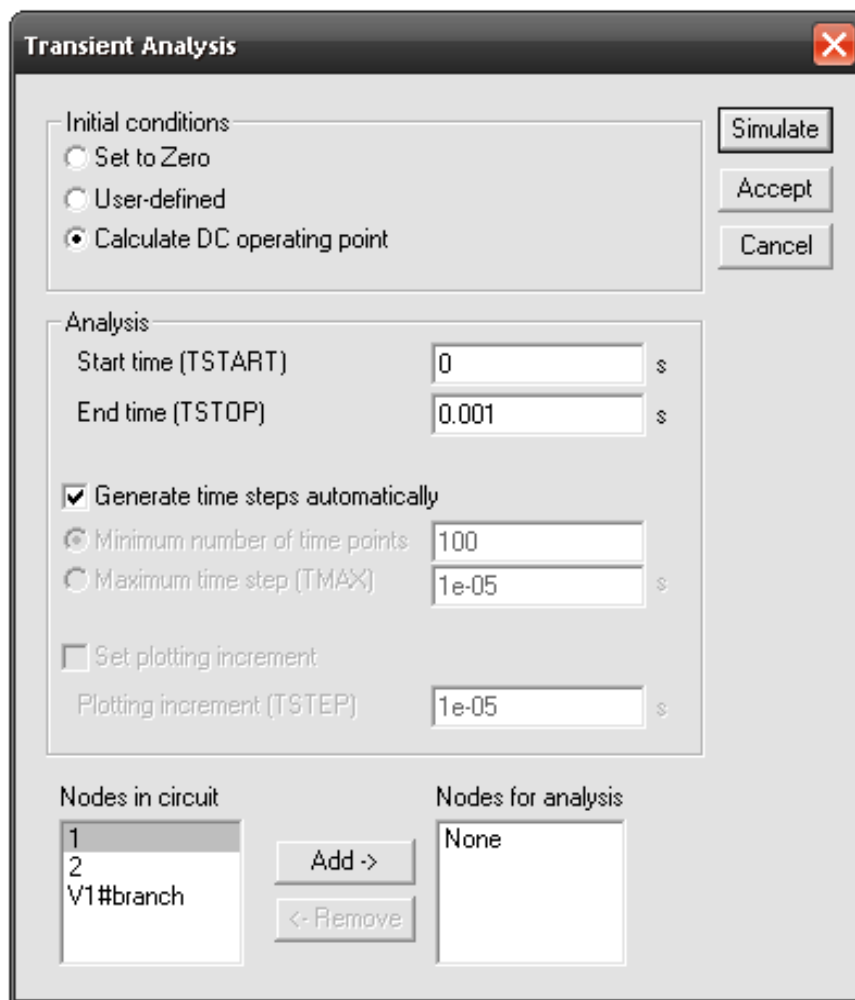 Transient Analysis
Initial conditions
Simulate
Set to Zero
User-defined
Accept
Calculate DC operating point
Cancel
Analysis
Start time (TSTART) 0 s
End time (TSTOP) 0.001 s
Generate time steps automatically
Minimum number of time points 100
Maximum time step (TMAX) 1e-05 s
Set plotting increment
Plotting increment (TSTEP) 1e-05 s
Nodes in circuit
1
2
V1#branch
Add ->
<- Remove
Nodes for analysis
None